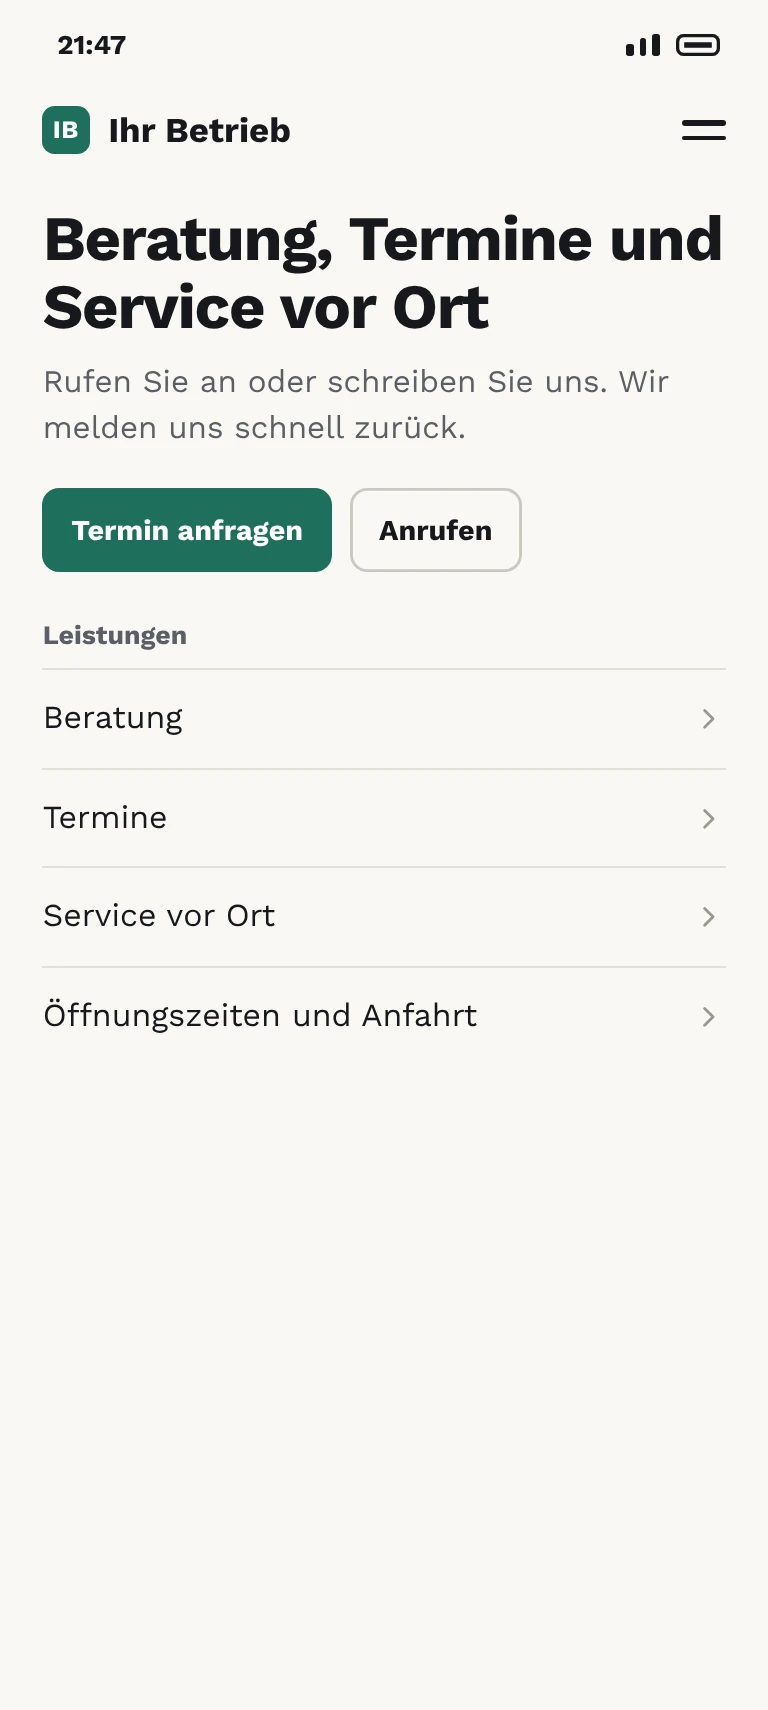 21:47
IB
Ihr Betrieb
Beratung, Termine und
Service vor Ort
Rufen Sie an oder schreiben Sie uns. Wir
melden uns schnell zurück.
Termin anfragen
Anrufen
Leistungen
Beratung
Termine
Service vor Ort
Öffnungszeiten und Anfahrt